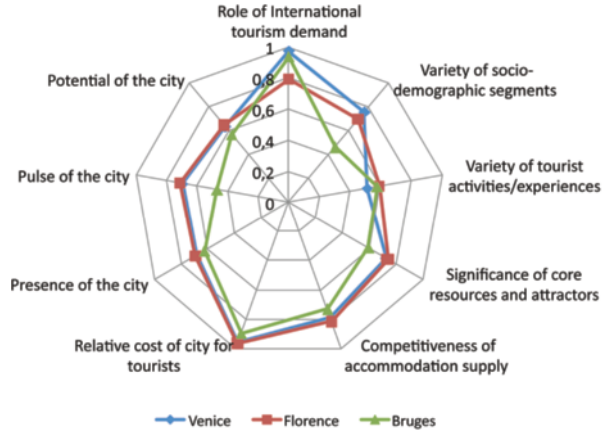 Role of International
tourism demand
Variety of socio-
demographic segments
Variety of tourist
activities/experiences
Significance of core
resources and attractors
Competitiveness of
accommodation supply
Relative cost of city for
tourists
Presence of the city
Pulse of the city
Potential of the city
1
0,8
0,6
0,4
0,2
0
Venice
Florence
Bruges